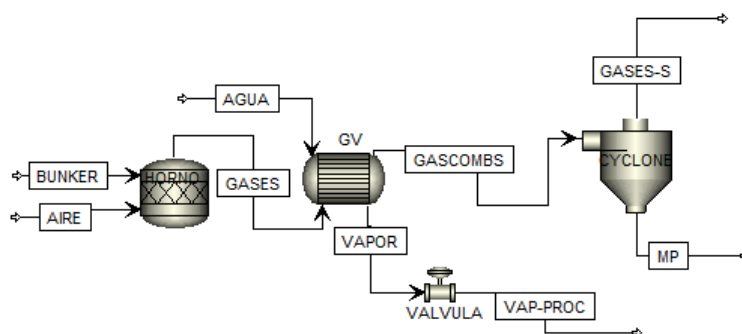 GASES-S
AGUA
GV
GASCOMBS
CYCLONE
BUNKER
HORNO
GASES
AIRE
VAPOR
MP
VALVULA
VAP-PROC